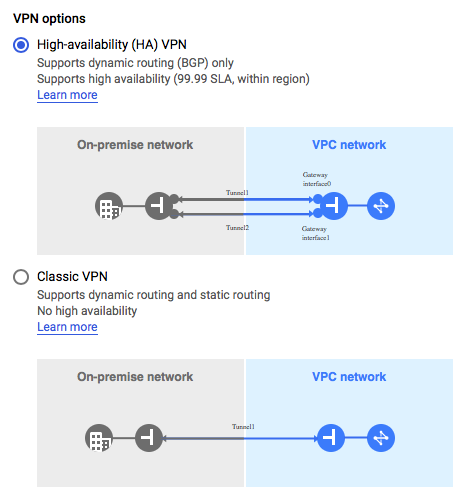 VPN options
High-availability (HA) VPN
Supports dynamic routing (BGP) only
Supports high availability (99.99 SLA, within region)
Learn more
On-premise network
VPC network
Gateway
interface0
Tunnel1
Tunnel2
Gateway
interface1
Classic VPN
Supports dynamic routing and static routing
No high availability
Learn more
On-premise network
VPC network
Tunnel1